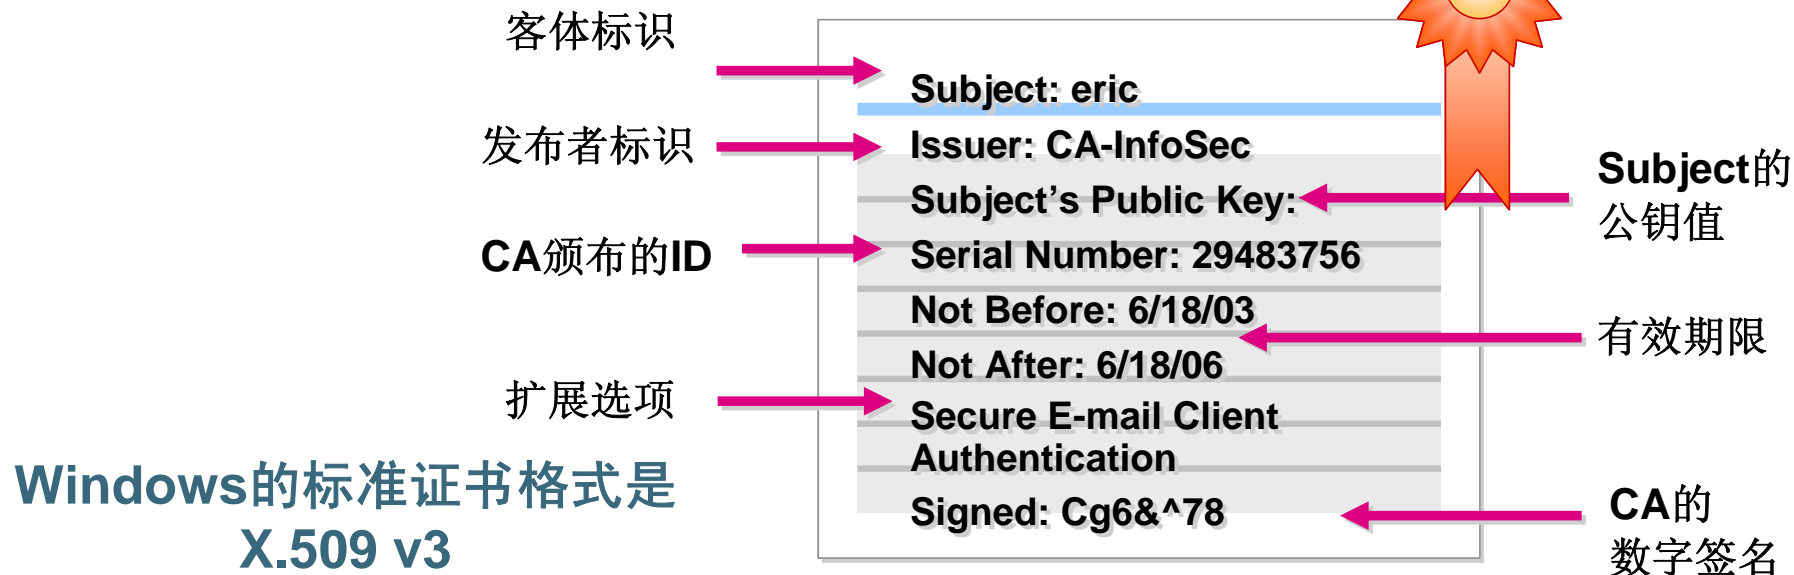 客体标识
发布者标识
CA颁布的ID
扩展选项
Windows的标准证书格式是
X.509 v3
Subject: eric
Issuer: CA-InfoSec
Subject’s Public Key:
Serial Number: 29483756
Not Before: 6/18/03
Not After: 6/18/06
Secure E-mail Client
Authentication
Signed: Cg6&^78
Subject的
公钥值
有效期限
CA的
数字签名